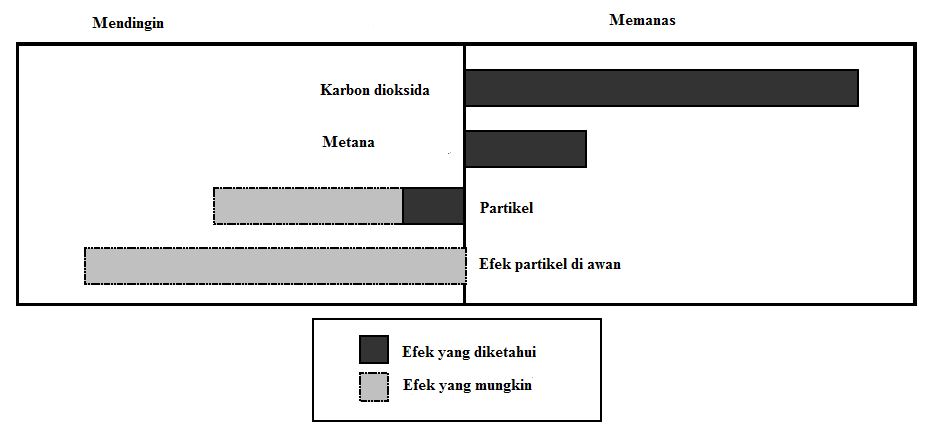 Mendingin
Memanas
Karbon dioksida
Metana
Partikel
Efek partikel di awan
Efek yang diketahui
Efek yang mungkin